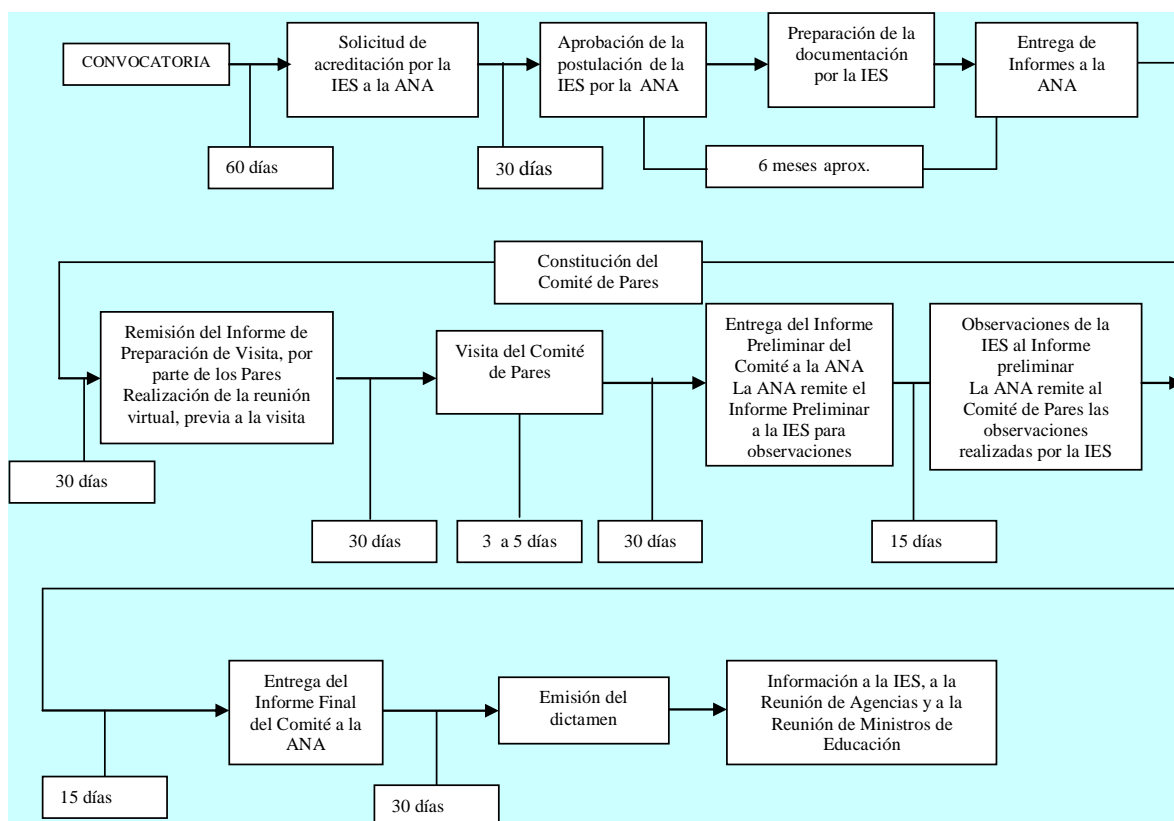 CONVOCATORIA
Solicitud de
acreditación por la
IES a la ANA
Aprobación de la
postulación de la
IES por la  ANA
Preparación de la
documentación
por la IES
Entrega de
Informes a la
ANA
60 días
30 días
6 meses aprox.
Constitución del
Comité de Pares
Remisión del Informe de
Preparación de Visita, por
parte de los Pares
Realización de la reunión
virtual, previa a la visita
Visita del Comité
de Pares
Entrega del Informe
Preliminar del
Comité a la ANA
La ANA remite el
Informe Preliminar
a la IES para
observaciones
Observaciones de la
IES al Informe
preliminar
La ANA remite al
Comité de Pares las
observaciones
realizadas por la IES
30 días
30 días
3  a 5 días
30 días
15 días
Entrega del
Informe Final
del Comité a la
ANA
Emisión del
dictamen
Información a la IES, a la
Reunión de Agencias y a la
Reunión de Ministros de
Educación
15 días
30 días